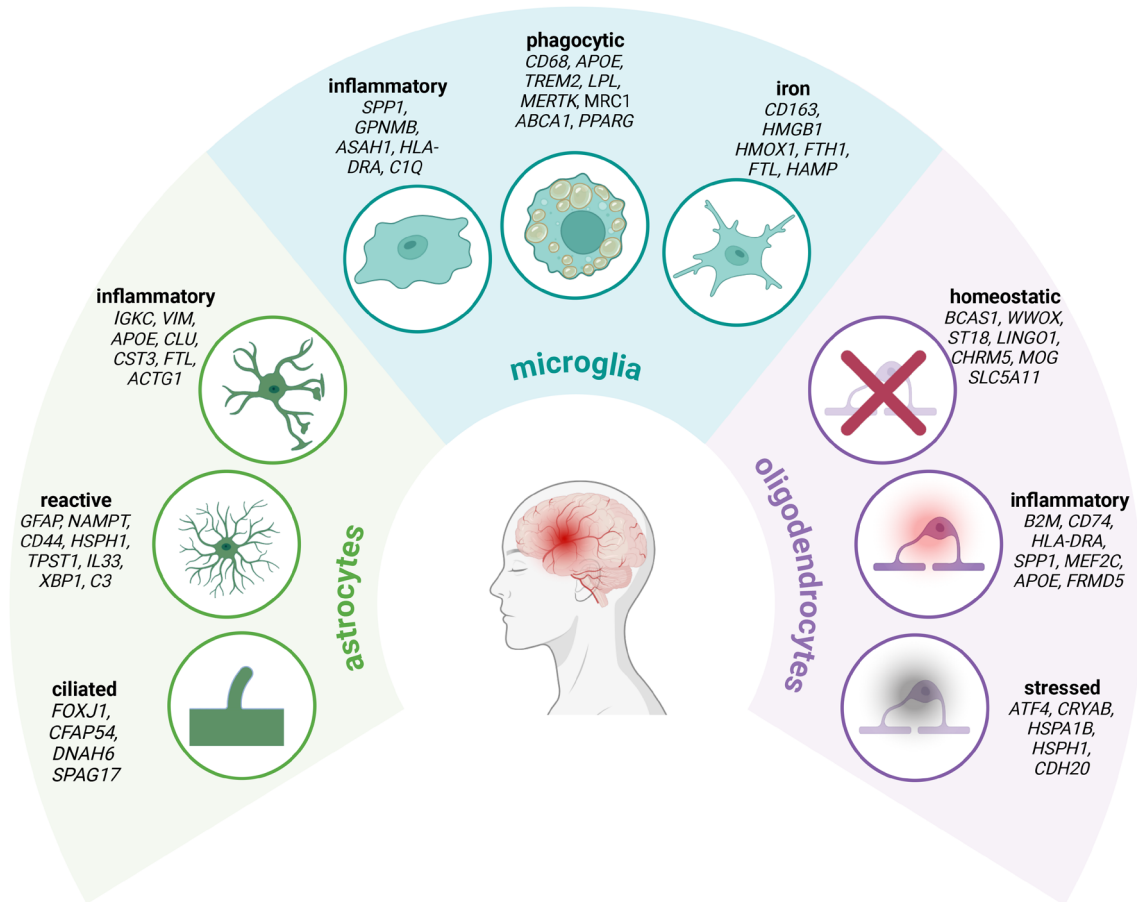 phagocytic
CD68, APOE,
TREM2, LPL,
MERTK, MRC1
ABCA1, PPARG
inflammatory
SPP1,
GPNMB,
ASAH1, HLA-
DRA, C1Q
iron
CD163,
HMGB1
HMOX1, FTH1,
FTL, HAMP
microglia
inflammatory
IGKC, VIM,
APOE, CLU,
CST3, FTL,
ACTG1
reactive
GFAP, NAMPT,
CD44, HSPH1,
TPST1, IL33,
XBP1, C3
ciliated
FOXJ1,
CFAP54,
DNAH6
SPAG17
astrocytes
homeostatic
BCAS1, WWOX,
ST18, LINGO1,
CHRM5, MOG
SLC5A11
inflammatory
B2M, CD74,
HLA-DRA,
SPP1, MEF2C,
APOE, FRMD5
stressed
ATF4, CRYAB,
HSPA1B,
HSPH1,
CDH20
oligodendrocytes